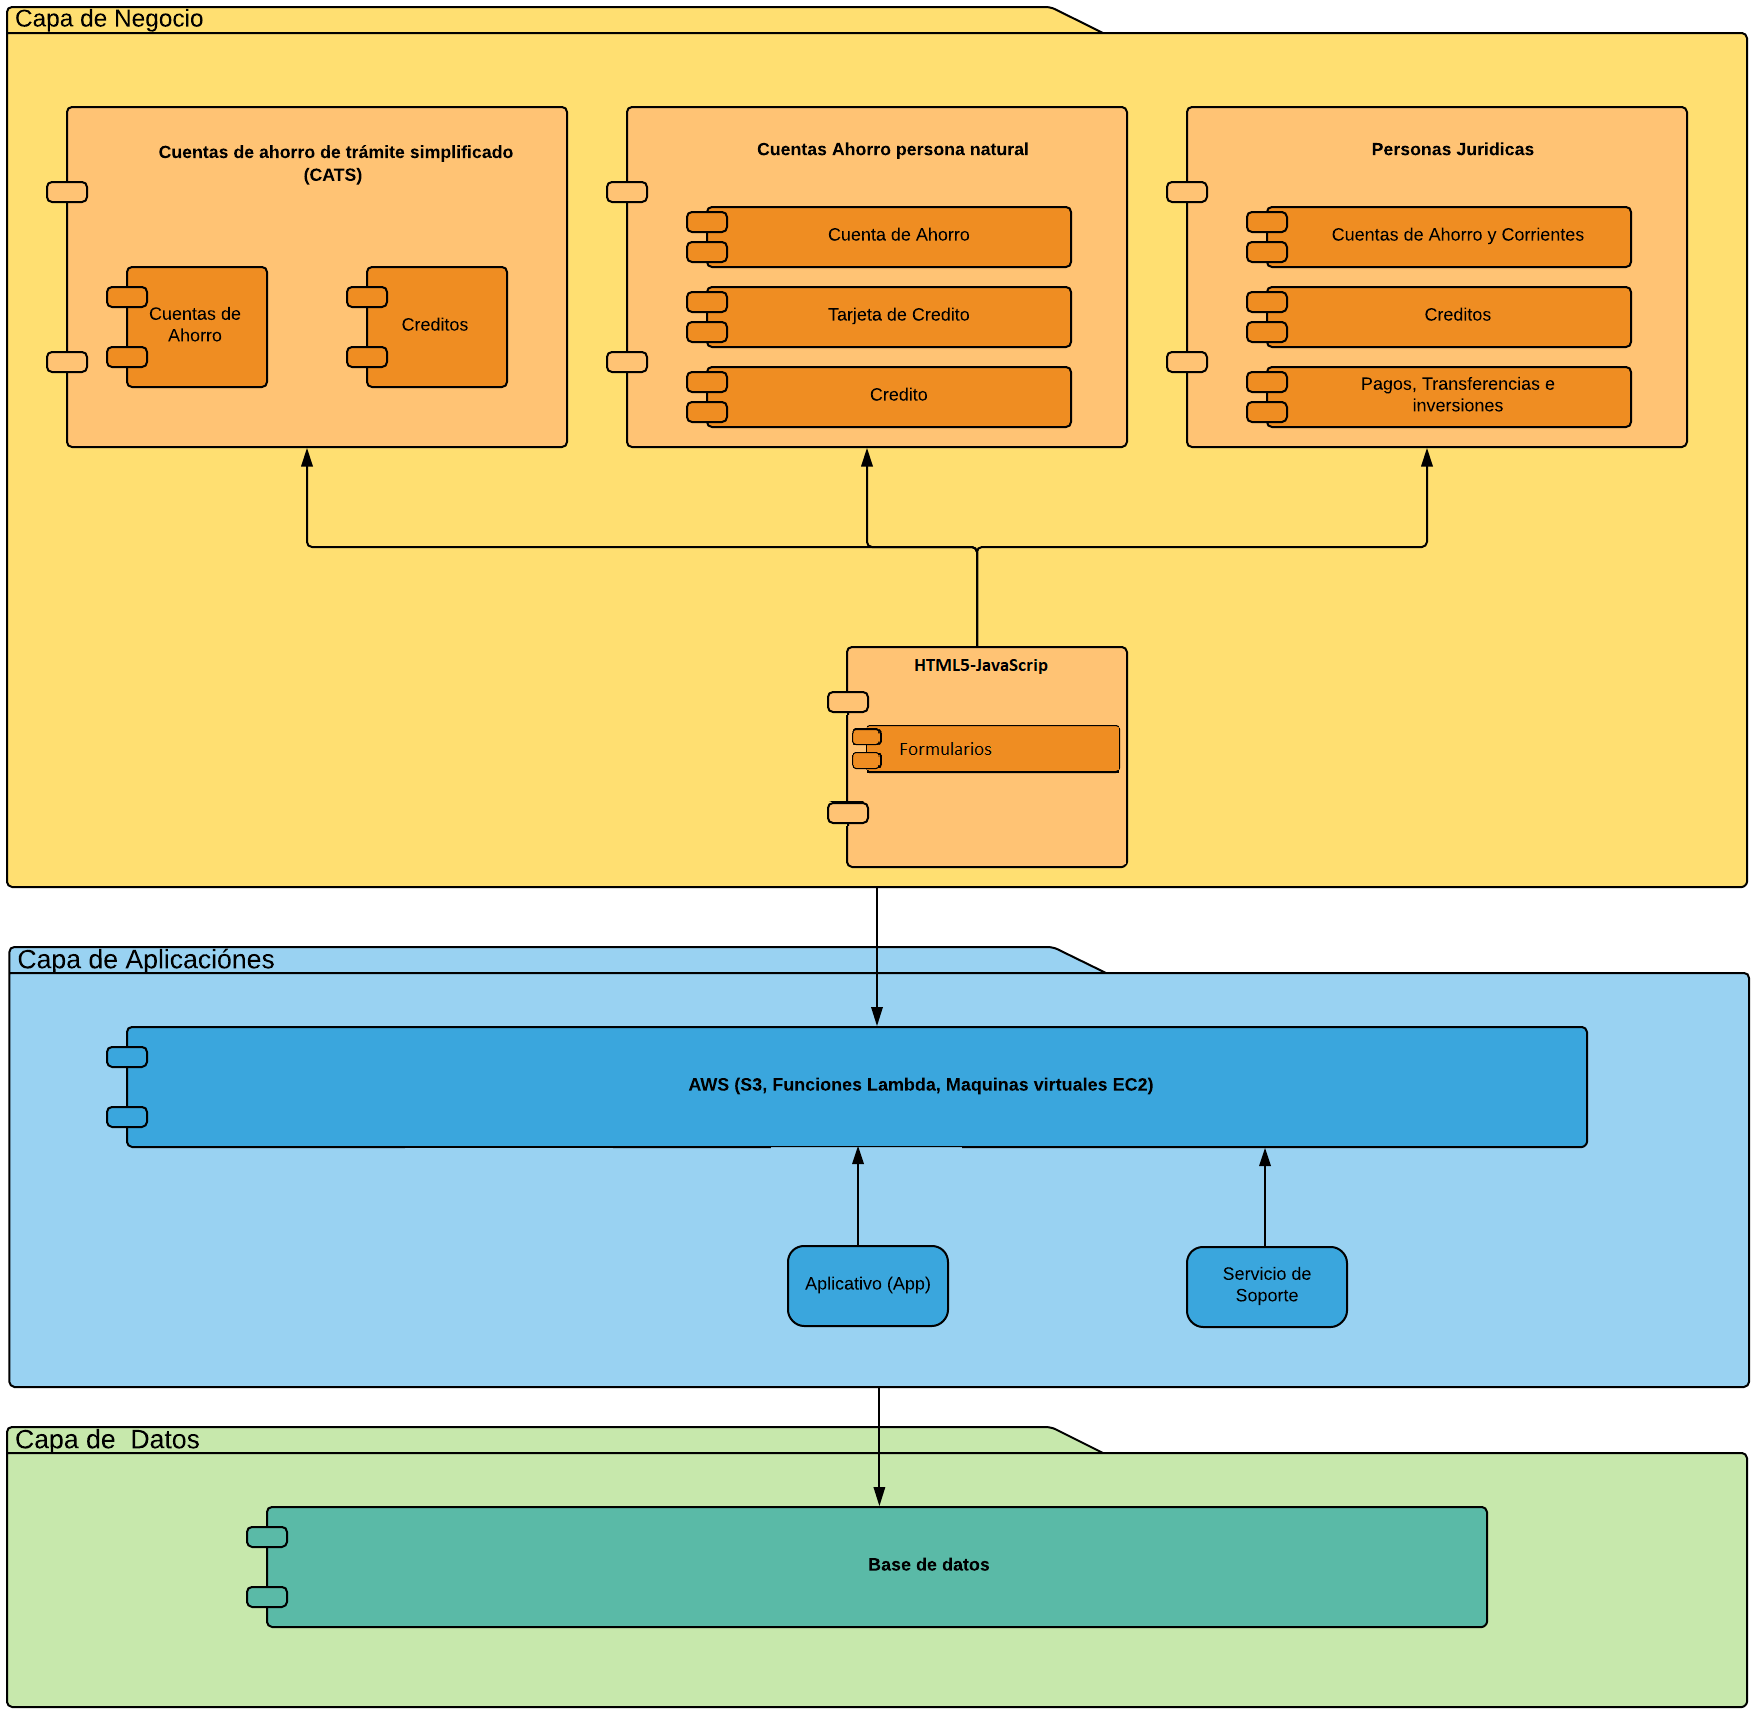 Capa de Negocio
Cuentas de ahorro de trámite simplificado
(CATS)
Cuentas de
Ahorro
Creditos
Cuentas Ahorro persona natural
Cuenta de Ahorro
Tarjeta de Credito
Credito
Personas Juridicas
Cuentas de Ahorro y Corrientes
Creditos
Pagos, Transferencias e
inversiones
HTML5-JavaScrip
Formularios
Capa de Aplicaciónes
AWS (S3, Funciones Lambda, Maquinas virtuales EC2)
Aplicativo (App)
Servicio de
Soporte
Capa de  Datos
Base de datos